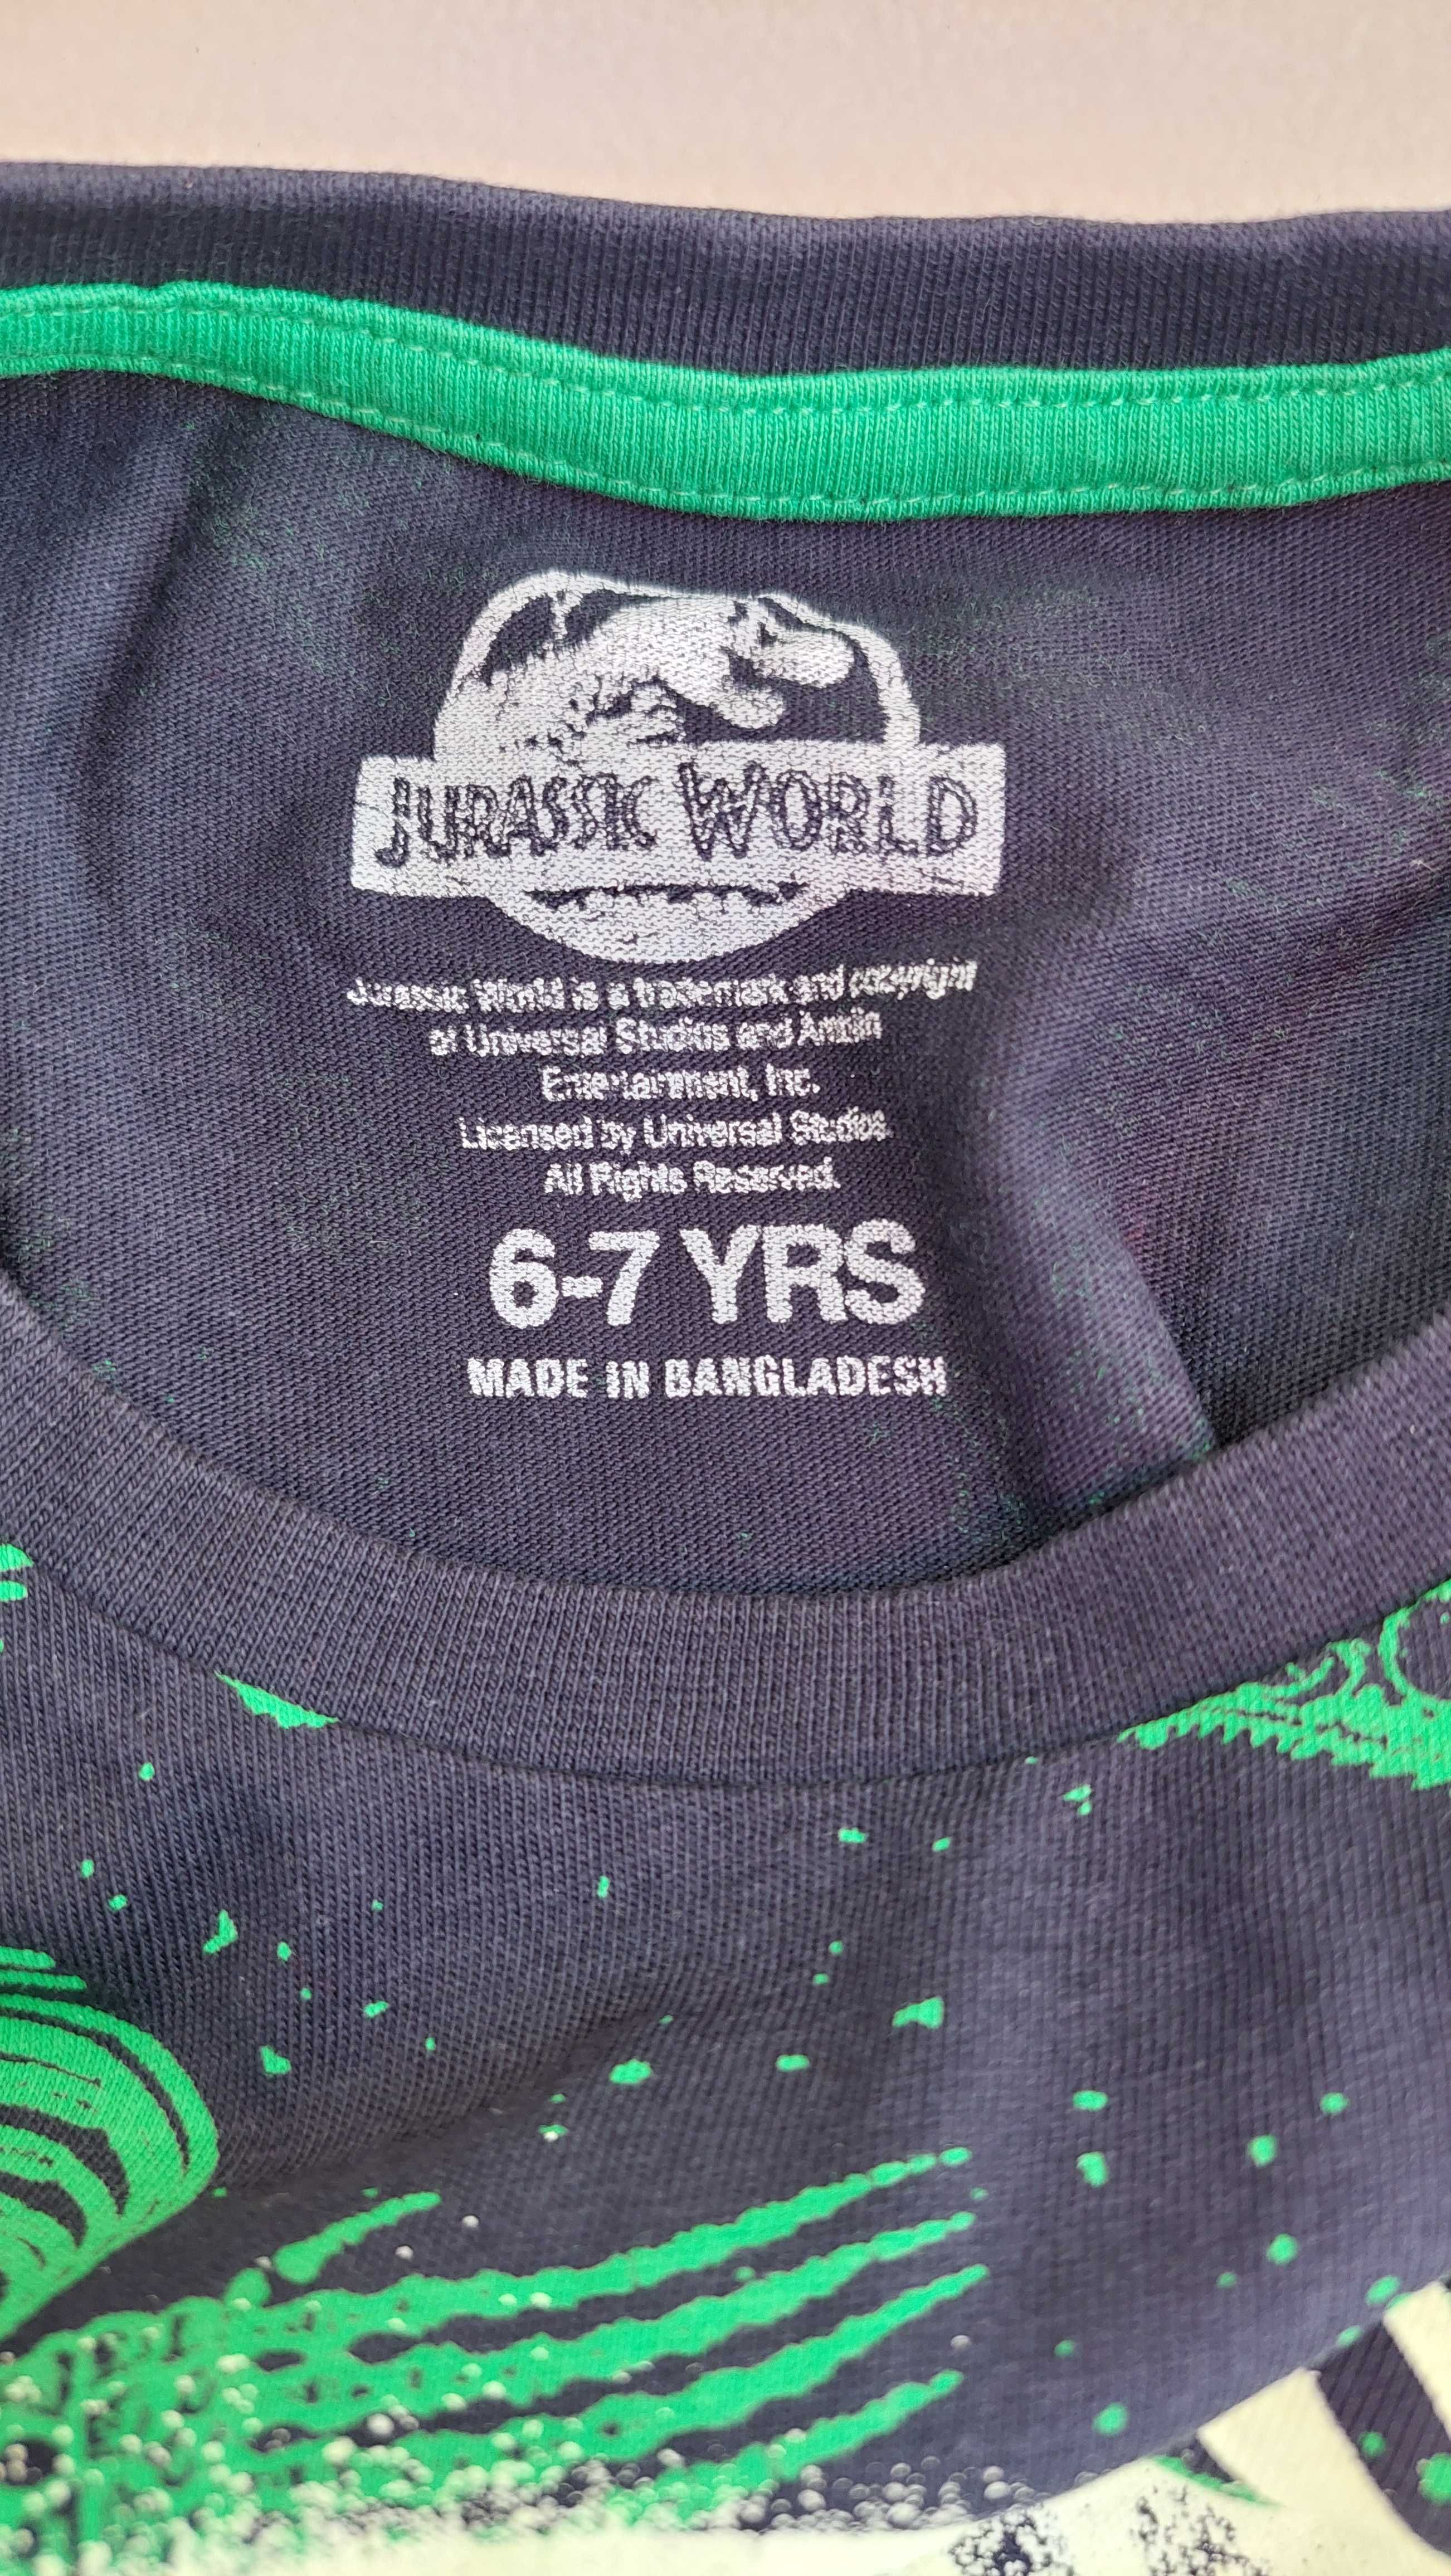 JURASSIC WORLD
Jurassic World is a trademark and copyright
of Universal Studios and Amblin
Entertainment, Inc.
Licensed by Universal Studios.
All Rights Reserved.
6-7 YRS
MADE IN BANGLADESH